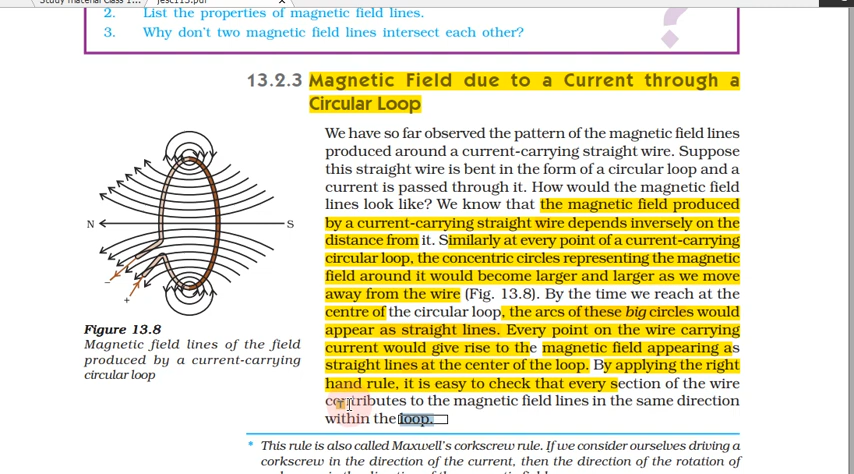 jesc113.pdf
2. List the properties of magnetic field lines.
3. Why don't two magnetic field lines intersect each other?
?
13.2.3 Magnetic Field due to a Current through a
Circular Loop
We have so far observed the pattern of the magnetic field lines
produced around a current-carrying straight wire. Suppose
this straight wire is bent in the form of a circular loop and a
current is passed through it. How would the magnetic field
lines look like? We know that the magnetic field produced
by a current-carrying straight wire depends inversely on the
distance from it. Similarly at every point of a current-carrying
circular loop, the concentric circles representing the magnetic
field around it would become larger and larger as we move
away from the wire (Fig. 13.8). By the time we reach at the
centre of the circular loop, the arcs of these big circles would
appear as straight lines. Every point on the wire carrying
current would give rise to the magnetic field appearing as
straight lines at the center of the loop. By applying the right
hand rule, it is easy to check that every section of the wire
contributes to the magnetic field lines in the same direction
within the loop.
N
S
–
+
Figure 13.8
Magnetic field lines of the field
produced by a current-carrying
circular loop
* This rule is also called Maxwell's corkscrew rule. If we consider ourselves driving a
corkscrew in the direction of the current, then the direction of the rotation of